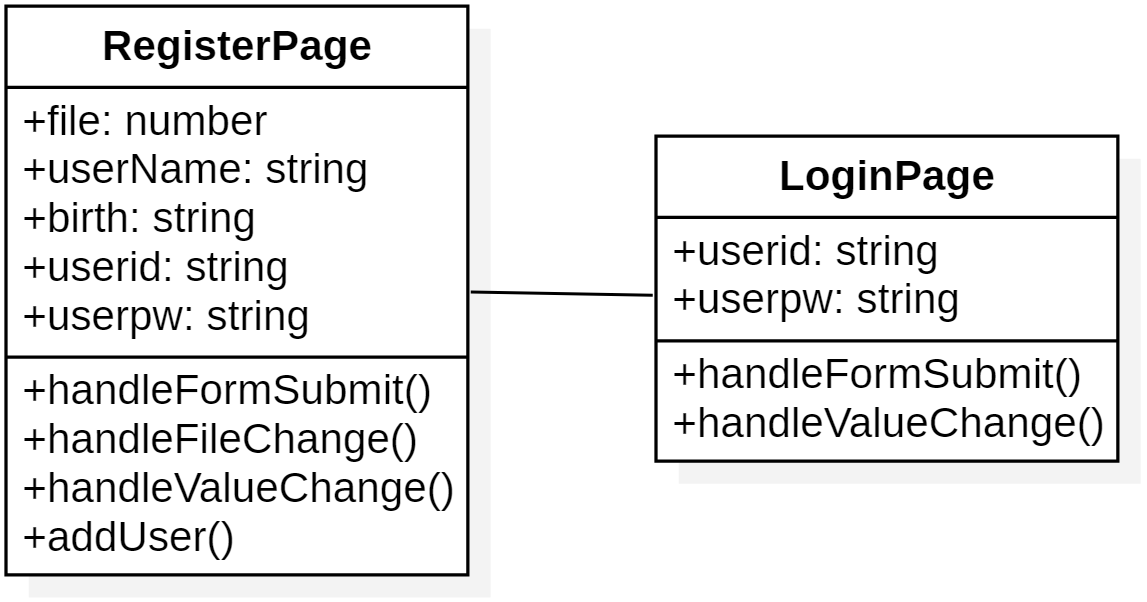 RegisterPage
+file: number
+userName: string
+birth: string
+userid: string
+userpw: string
+handleFormSubmit()
+handleFileChange()
+handleValueChange()
+addUser()
LoginPage
+userid: string
+userpw: string
+handleFormSubmit()
+handleValueChange()